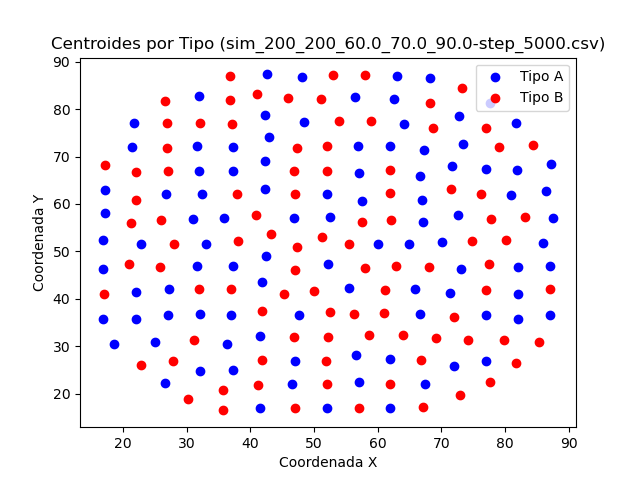 Centroides por Tipo (sim_200_200_60.0_70.0_90.0-step_5000.csv)
Tipo A
Tipo B
90
80
70
60
50
40
30
20
Coordenada Y
20 30 40 50 60 70 80 90
Coordenada X